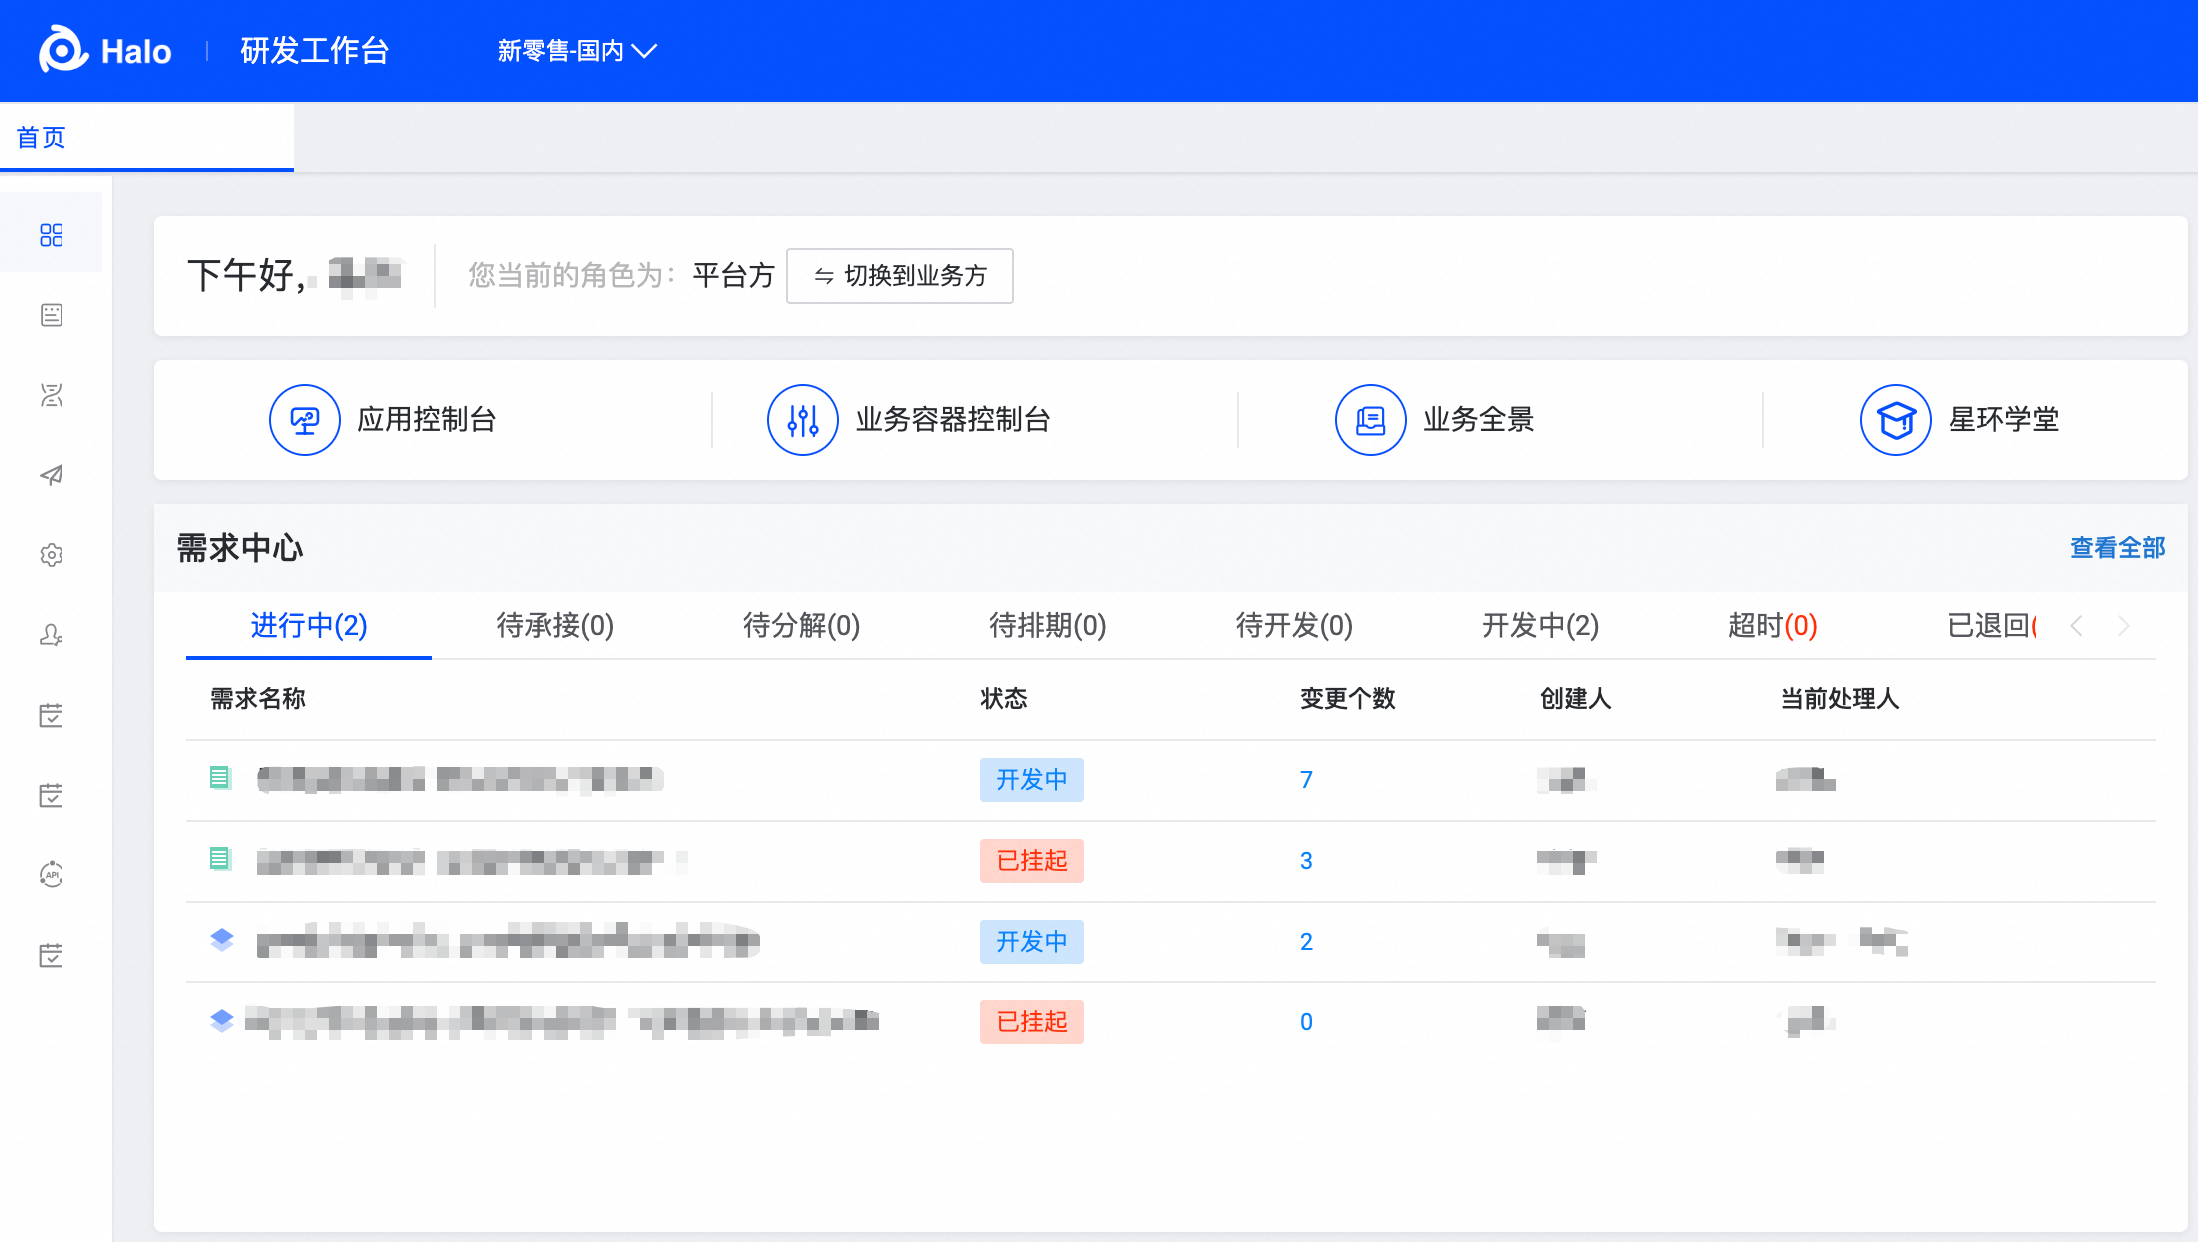 Halo 研发工作台 新零售-国内
首页
下午好, 您当前的角色为： 平台方 切换到业务方
应用控制台 业务容器控制台 业务全景 星环学堂
需求中心 查看全部
进行中(2) 待承接(0) 待分解(0) 待排期(0) 待开发(0) 开发中(2) 超时(0) 已退回(
需求名称 状态 变更个数 创建人 当前处理人
开发中 7
已挂起 3
开发中 2
已挂起 0
API